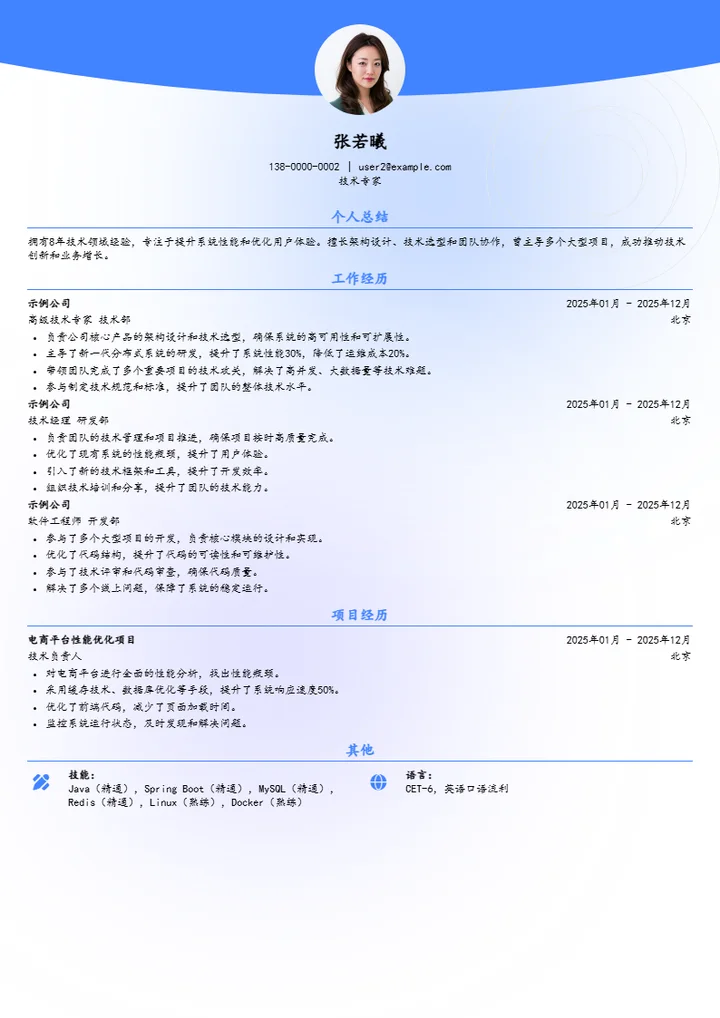 张若曦
138-0000-0002 | user2@example.com
技术专家
个人总结
拥有8年技术领域经验，专注于提升系统性能和优化用户体验。擅长架构设计、技术选型和团队协作，曾主导多个大型项目，成功推动技术
创新和业务增长。
工作经历
示例公司 2025年01月 - 2025年12月
高级技术专家 技术部 北京
• 负责公司核心产品的架构设计和技术选型，确保系统的高可用性和可扩展性。
• 主导了新一代分布式系统的研发，提升了系统性能30%，降低了运维成本20%。
• 带领团队完成了多个重要项目的技术攻关，解决了高并发、大数据量等技术难题。
• 参与制定技术规范和标准，提升了团队的整体技术水平。
示例公司 2025年01月 - 2025年12月
技术经理 研发部 北京
• 负责团队的技术管理和项目推进，确保项目按时高质量完成。
• 优化了现有系统的性能瓶颈，提升了用户体验。
• 引入了新的技术框架和工具，提升了开发效率。
• 组织技术培训和分享，提升了团队的技术能力。
示例公司 2025年01月 - 2025年12月
软件工程师 开发部 北京
• 参与了多个大型项目的开发，负责核心模块的设计和实现。
• 优化了代码结构，提升了代码的可读性和可维护性。
• 参与了技术评审和代码审查，确保代码质量。
• 解决了多个线上问题，保障了系统的稳定运行。
项目经历
电商平台性能优化项目 2025年01月 - 2025年12月
技术负责人 北京
• 对电商平台进行全面的性能分析，找出性能瓶颈。
• 采用缓存技术、数据库优化等手段，提升了系统响应速度50%。
• 优化了前端代码，减少了页面加载时间。
• 监控系统运行状态，及时发现和解决问题。
其他
技能：
Java（精通）, Spring Boot（精通）, MySQL（精通）,
Redis（精通）, Linux（熟练）, Docker（熟练）
语言：
CET-6, 英语口语流利